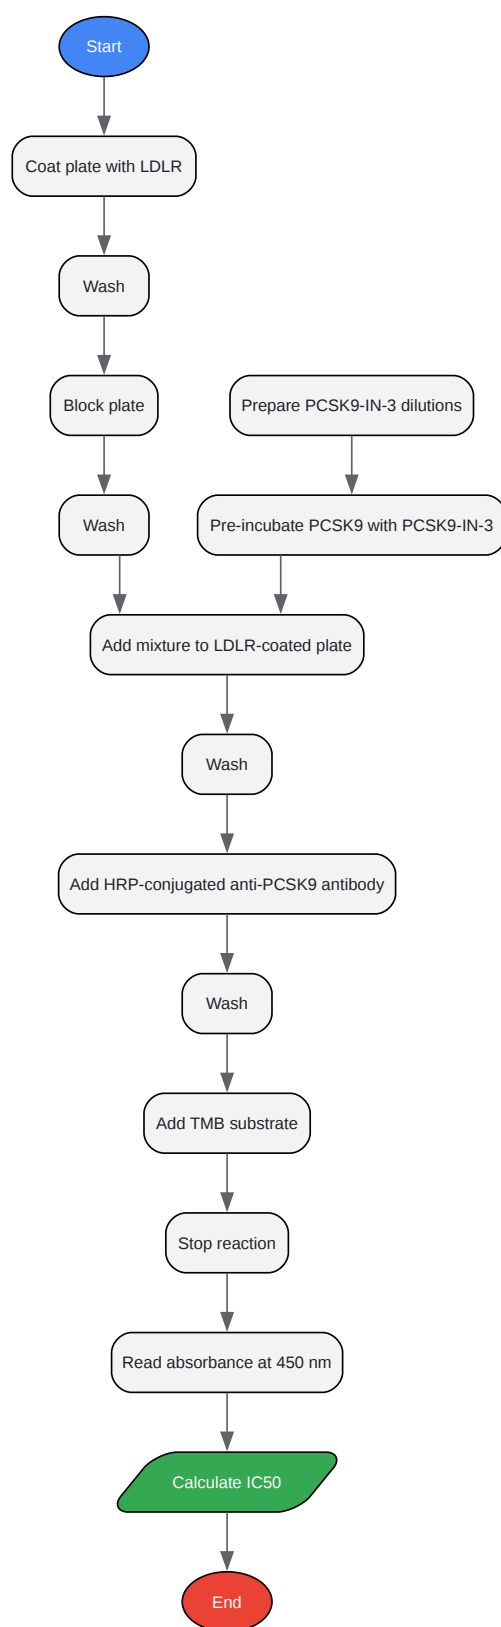 Start
Coat plate with LDLR
Wash
Block plate
Prepare PCSK9-IN-3 dilutions
Wash
Pre-incubate PCSK9 with PCSK9-IN-3
Add mixture to LDLR-coated plate
Wash
Add HRP-conjugated anti-PCSK9 antibody
Wash
Add TMB substrate
Stop reaction
Read absorbance at 450 nm
Calculate IC50
End